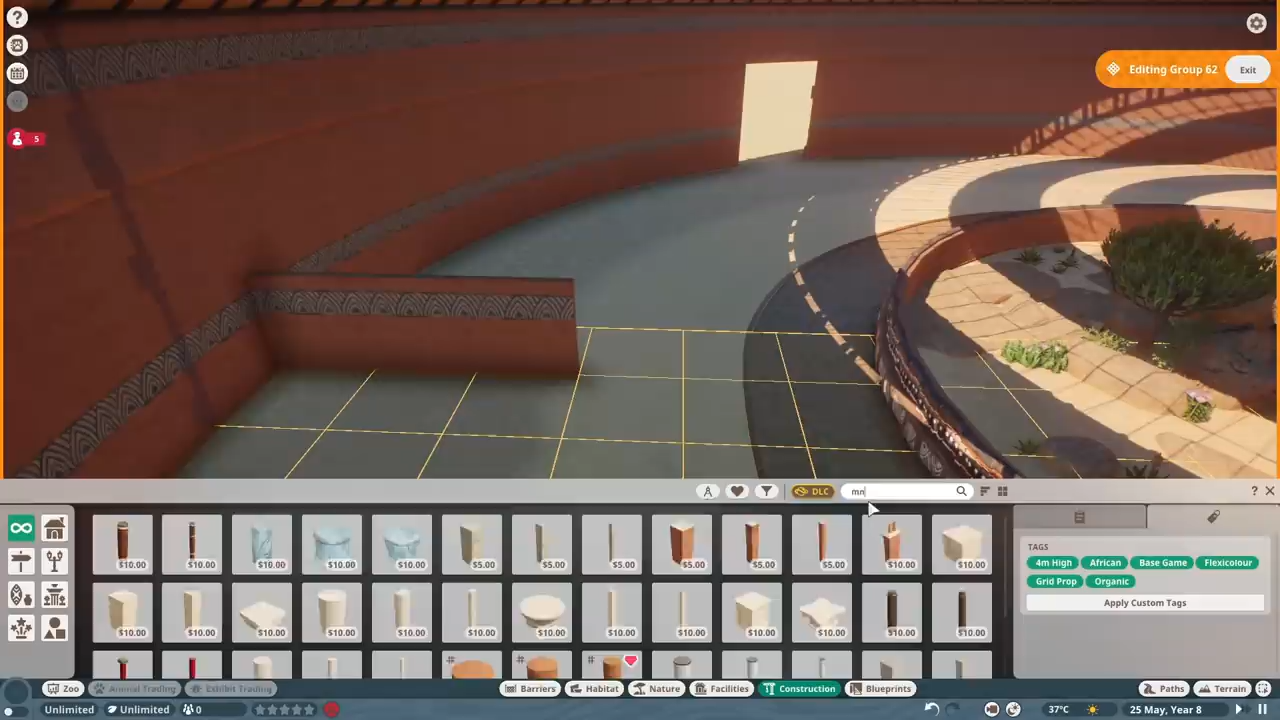 ?
Editing Group 62 Exit
5
DLC mn
? 
$10.00 $10.00 $10.00 $10.00 $10.00 $5.00 $5.00 $5.00 $5.00 $5.00 $5.00 $10.00 $10.00
$10.00 $10.00 $10.00 $10.00 $10.00 $10.00 $10.00 $10.00 $10.00 $10.00 $10.00 $10.00 $10.00
TAGS
4m High African Base Game Flexicolour
Grid Prop Organic
Apply Custom Tags
Zoo Animal Trading Exhibit Trading Barriers Habitat Nature Facilities Construction Blueprints Paths Terrain
Unlimited Unlimited 0 37°C 25 May, Year 8